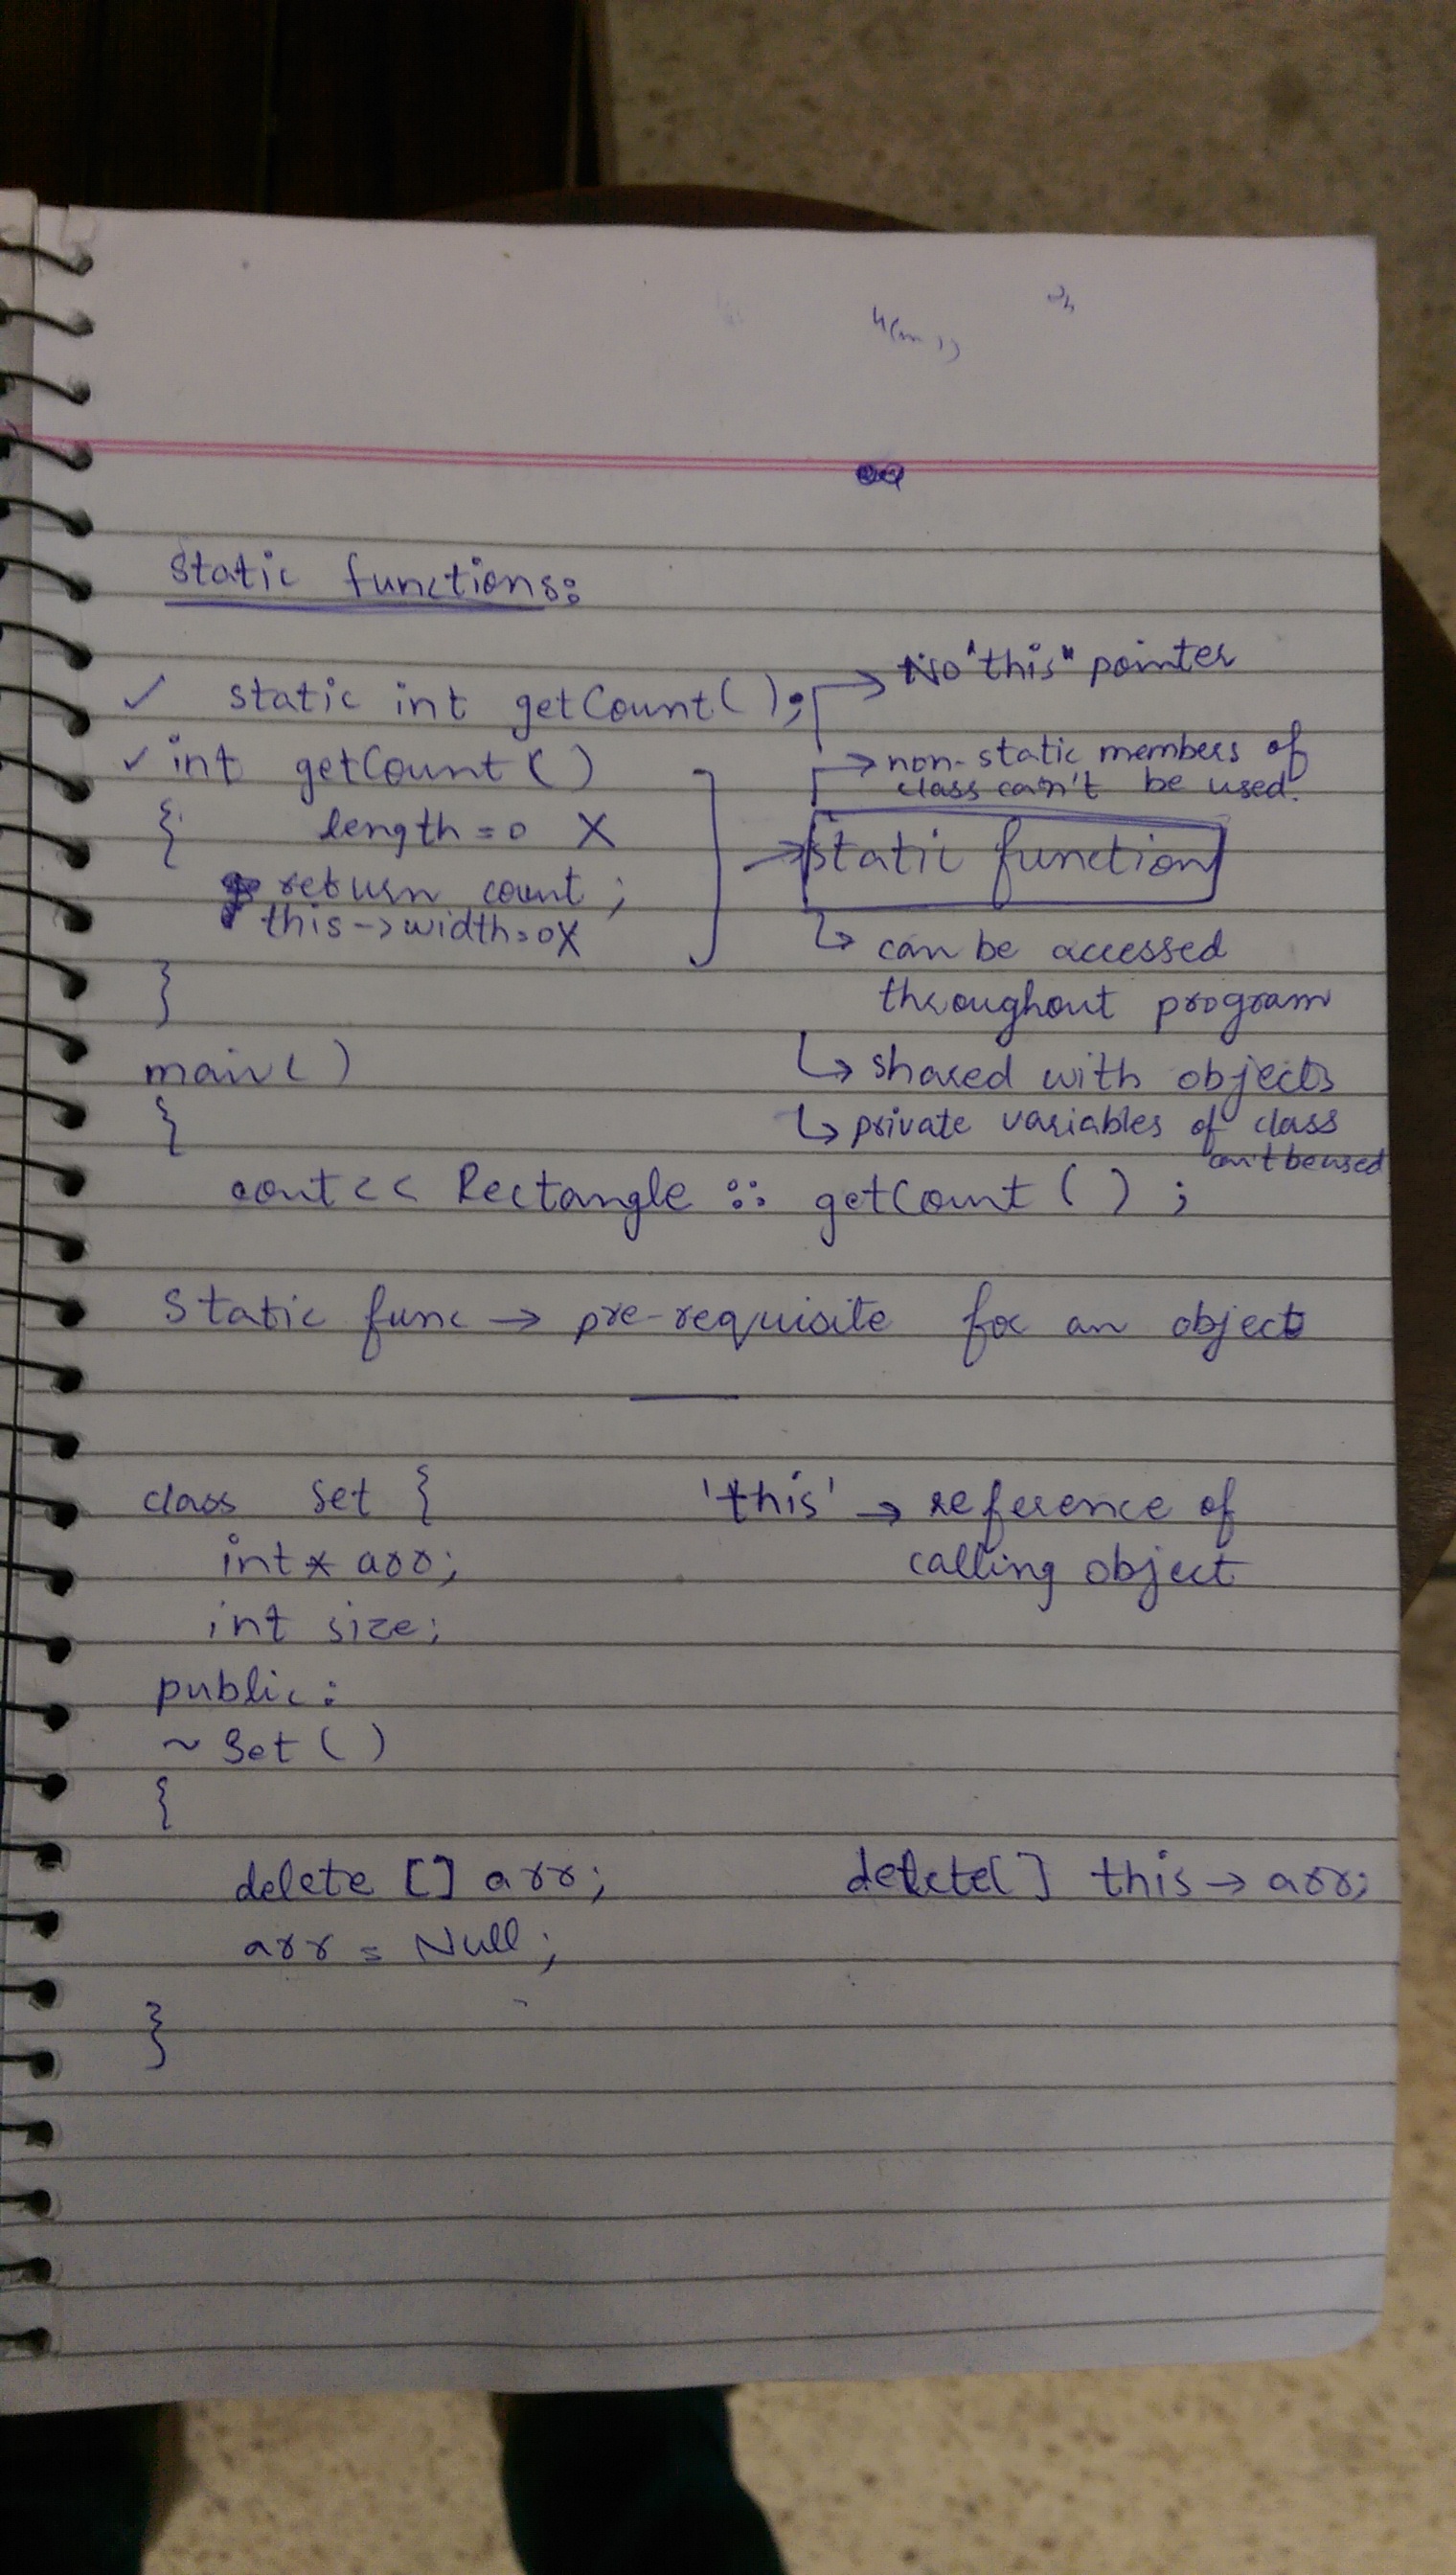 static functions:
✓ static int getCount();
→ No "this" pointer
✓ int getCount()
→ non-static members of
class can't be used.
{ length = 0 X
→ static function
return count;
this->width=0X
↳ can be accessed
throughout program
}
main()
↳ shared with objects
{
↳ private variables of class
can't be used
cout<< Rectangle :: getCount();
Static func → pre-requisite for an object
class Set {
'this' → reference of
calling object
int* arr;
int size;
public:
~Set()
{
delete [] arr;
delete[] this → arr;
arr = Null;
}